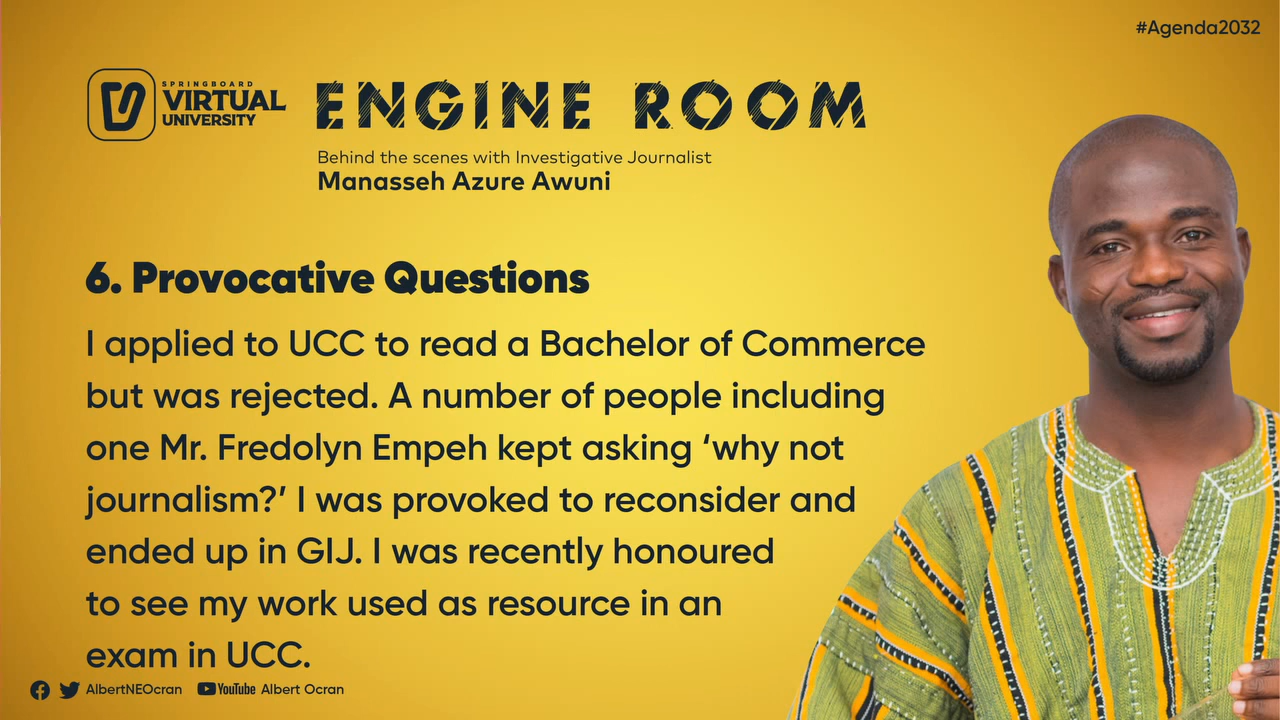 #Agenda2032
SPRINGBOARD
VIRTUAL
UNIVERSITY
ENGINE ROOM
Behind the scenes with Investigative Journalist
Manasseh Azure Awuni
6. Provocative Questions
I applied to UCC to read a Bachelor of Commerce
but was rejected. A number of people including
one Mr. Fredolyn Empeh kept asking ‘why not
journalism?’ I was provoked to reconsider and
ended up in GIJ. I was recently honoured
to see my work used as resource in an
exam in UCC.
AlbertNEOcran YouTube Albert Ocran